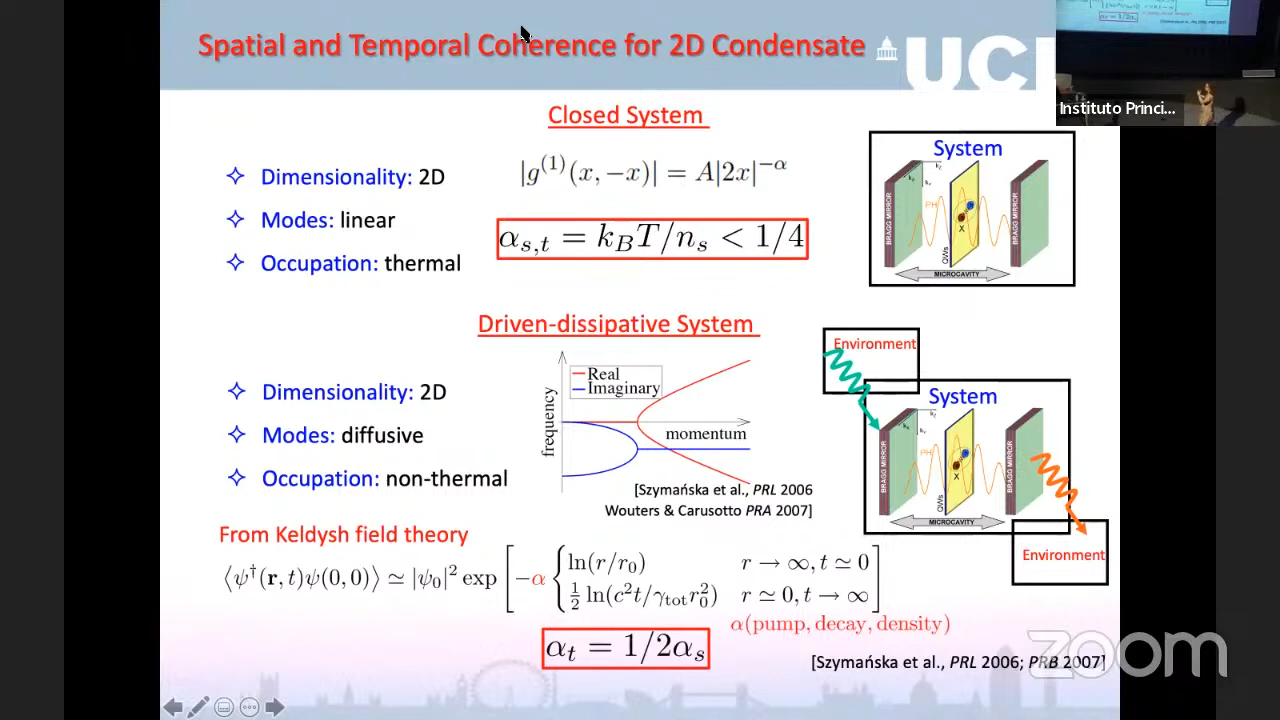 Spatial and Temporal Coherence for 2D Condensate
UCL
Instituto Princi...
Closed System
✧ Dimensionality: 2D
✧ Modes: linear
✧ Occupation: thermal
|g^{(1)}(x, −x)| = A|2x|^{−α}
α_{s,t} = k_B T/n_s < 1/4
System
BRAGG MIRROR
PH
X
QWs
BRAGG MIRROR
MICROCAVITY
Driven-dissipative System
✧ Dimensionality: 2D
✧ Modes: diffusive
✧ Occupation: non-thermal
Real
Imaginary
frequency
momentum
[Szymańska et al., PRL 2006
Wouters & Carusotto PRA 2007]
Environment
System
BRAGG MIRROR
PH
X
QWs
BRAGG MIRROR
MICROCAVITY
Environment
From Keldysh field theory
⟨ψ†(r, t)ψ(0, 0)⟩ ≃ |ψ_0|² exp [−α { ln(r/r_0) r → ∞, t ≃ 0
½ ln(c²t/γ_tot r_0²) r ≃ 0, t → ∞ ]
α(pump, decay, density)
α_t = 1/2α_s
[Szymańska et al., PRL 2006; PRB 2007]
zoom